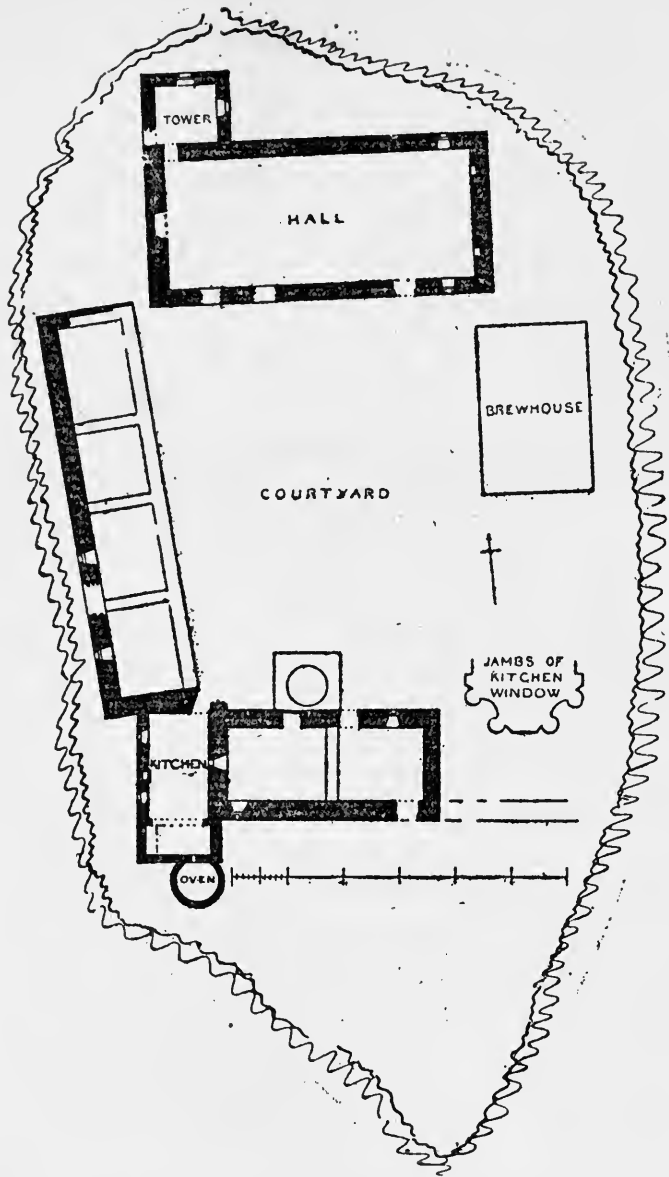 TOWER
HALL
BREWHOUSE
COURTYARD
JAMBS OF
KITCHEN
WINDOW
KITCHEN
OVEN